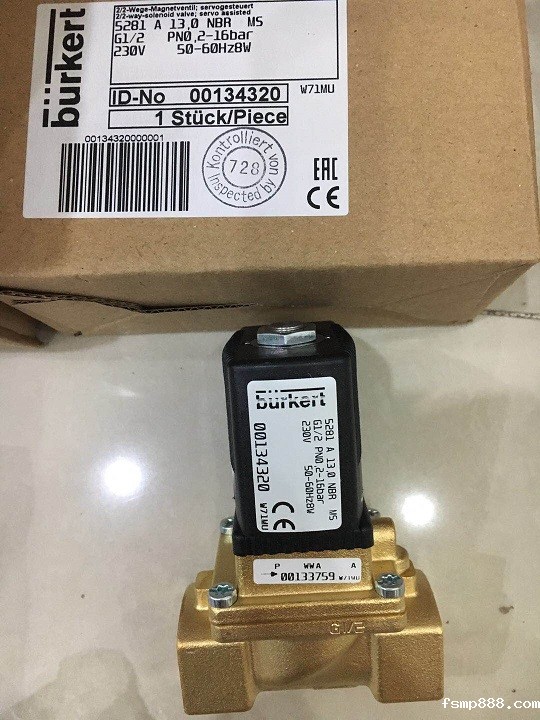 bürkert
2/2-Wege-Magnetventil; servogesteuert
2/2-way-solenoid valve; servo assisted
5281 A 13,0 NBR MS
G1/2 PN0,2-16bar
230V 50-60Hz8W
ID-No 00134320
W71MU
1 Stück/Piece
00134320000001
Kontrolliert von
728
Inspected by
EAC
CE
bürkert
5281 A 13,0 NBR MS
G1/2 PN0,2-16bar
230V 50-60Hz8W
00134320
W71MU
CE
P WWA A
00133759
G1/2
fsmp888.com